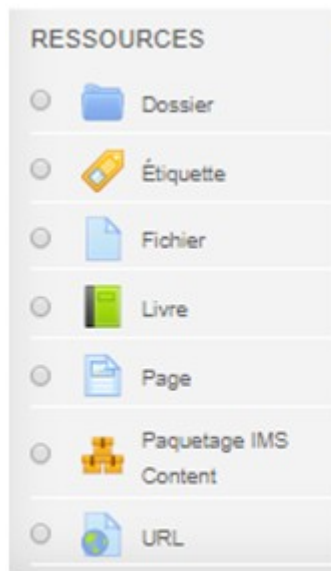 RESSOURCES
Dossier
Étiquette
Fichier
Livre
Page
Paquetage IMS
Content
URL